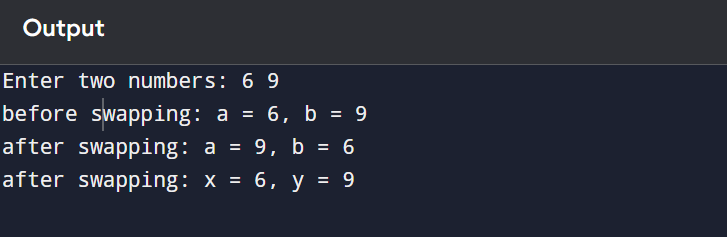 Output
Enter two numbers: 6 9
before swapping: a = 6, b = 9
after swapping: a = 9, b = 6
after swapping: x = 6, y = 9